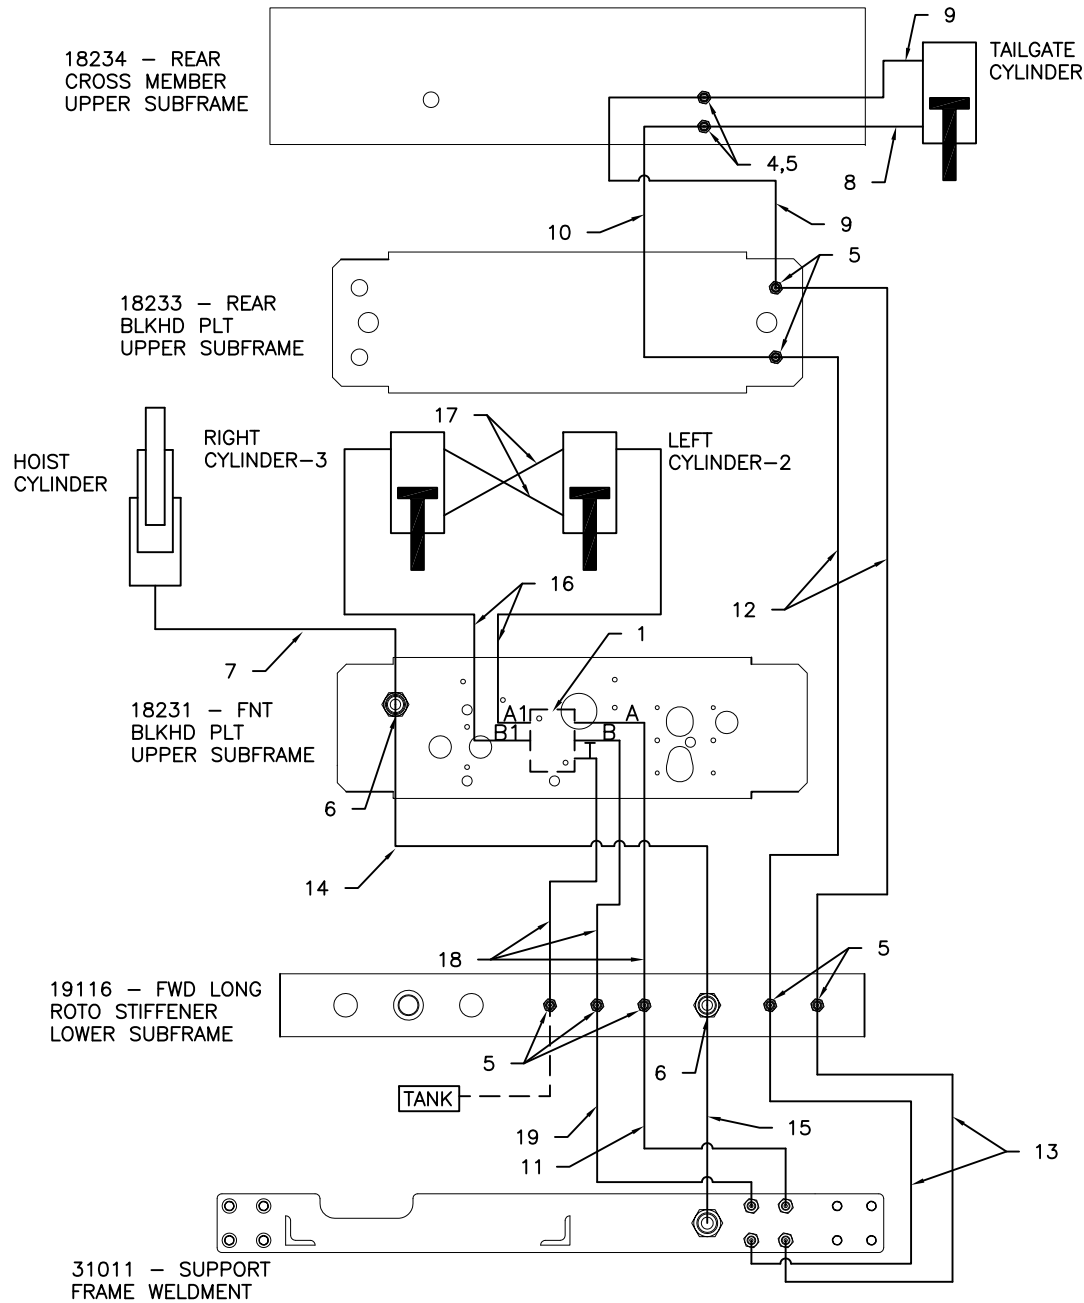 9
18234 – REAR
CROSS MEMBER
UPPER SUBFRAME
TAILGATE
CYLINDER
4,5
8
10
9
5
18233 – REAR
BLKHD PLT
UPPER SUBFRAME
17
RIGHT
CYLINDER-3
LEFT
CYLINDER-2
HOIST
CYLINDER
16
12
1
7
18231 – FNT
BLKHD PLT
UPPER SUBFRAME
A1
A
B1
B
T
6
14
18
5
19116 – FWD LONG
ROTO STIFFENER
LOWER SUBFRAME
5
6
TANK
19
11
15
13
31011 – SUPPORT
FRAME WELDMENT